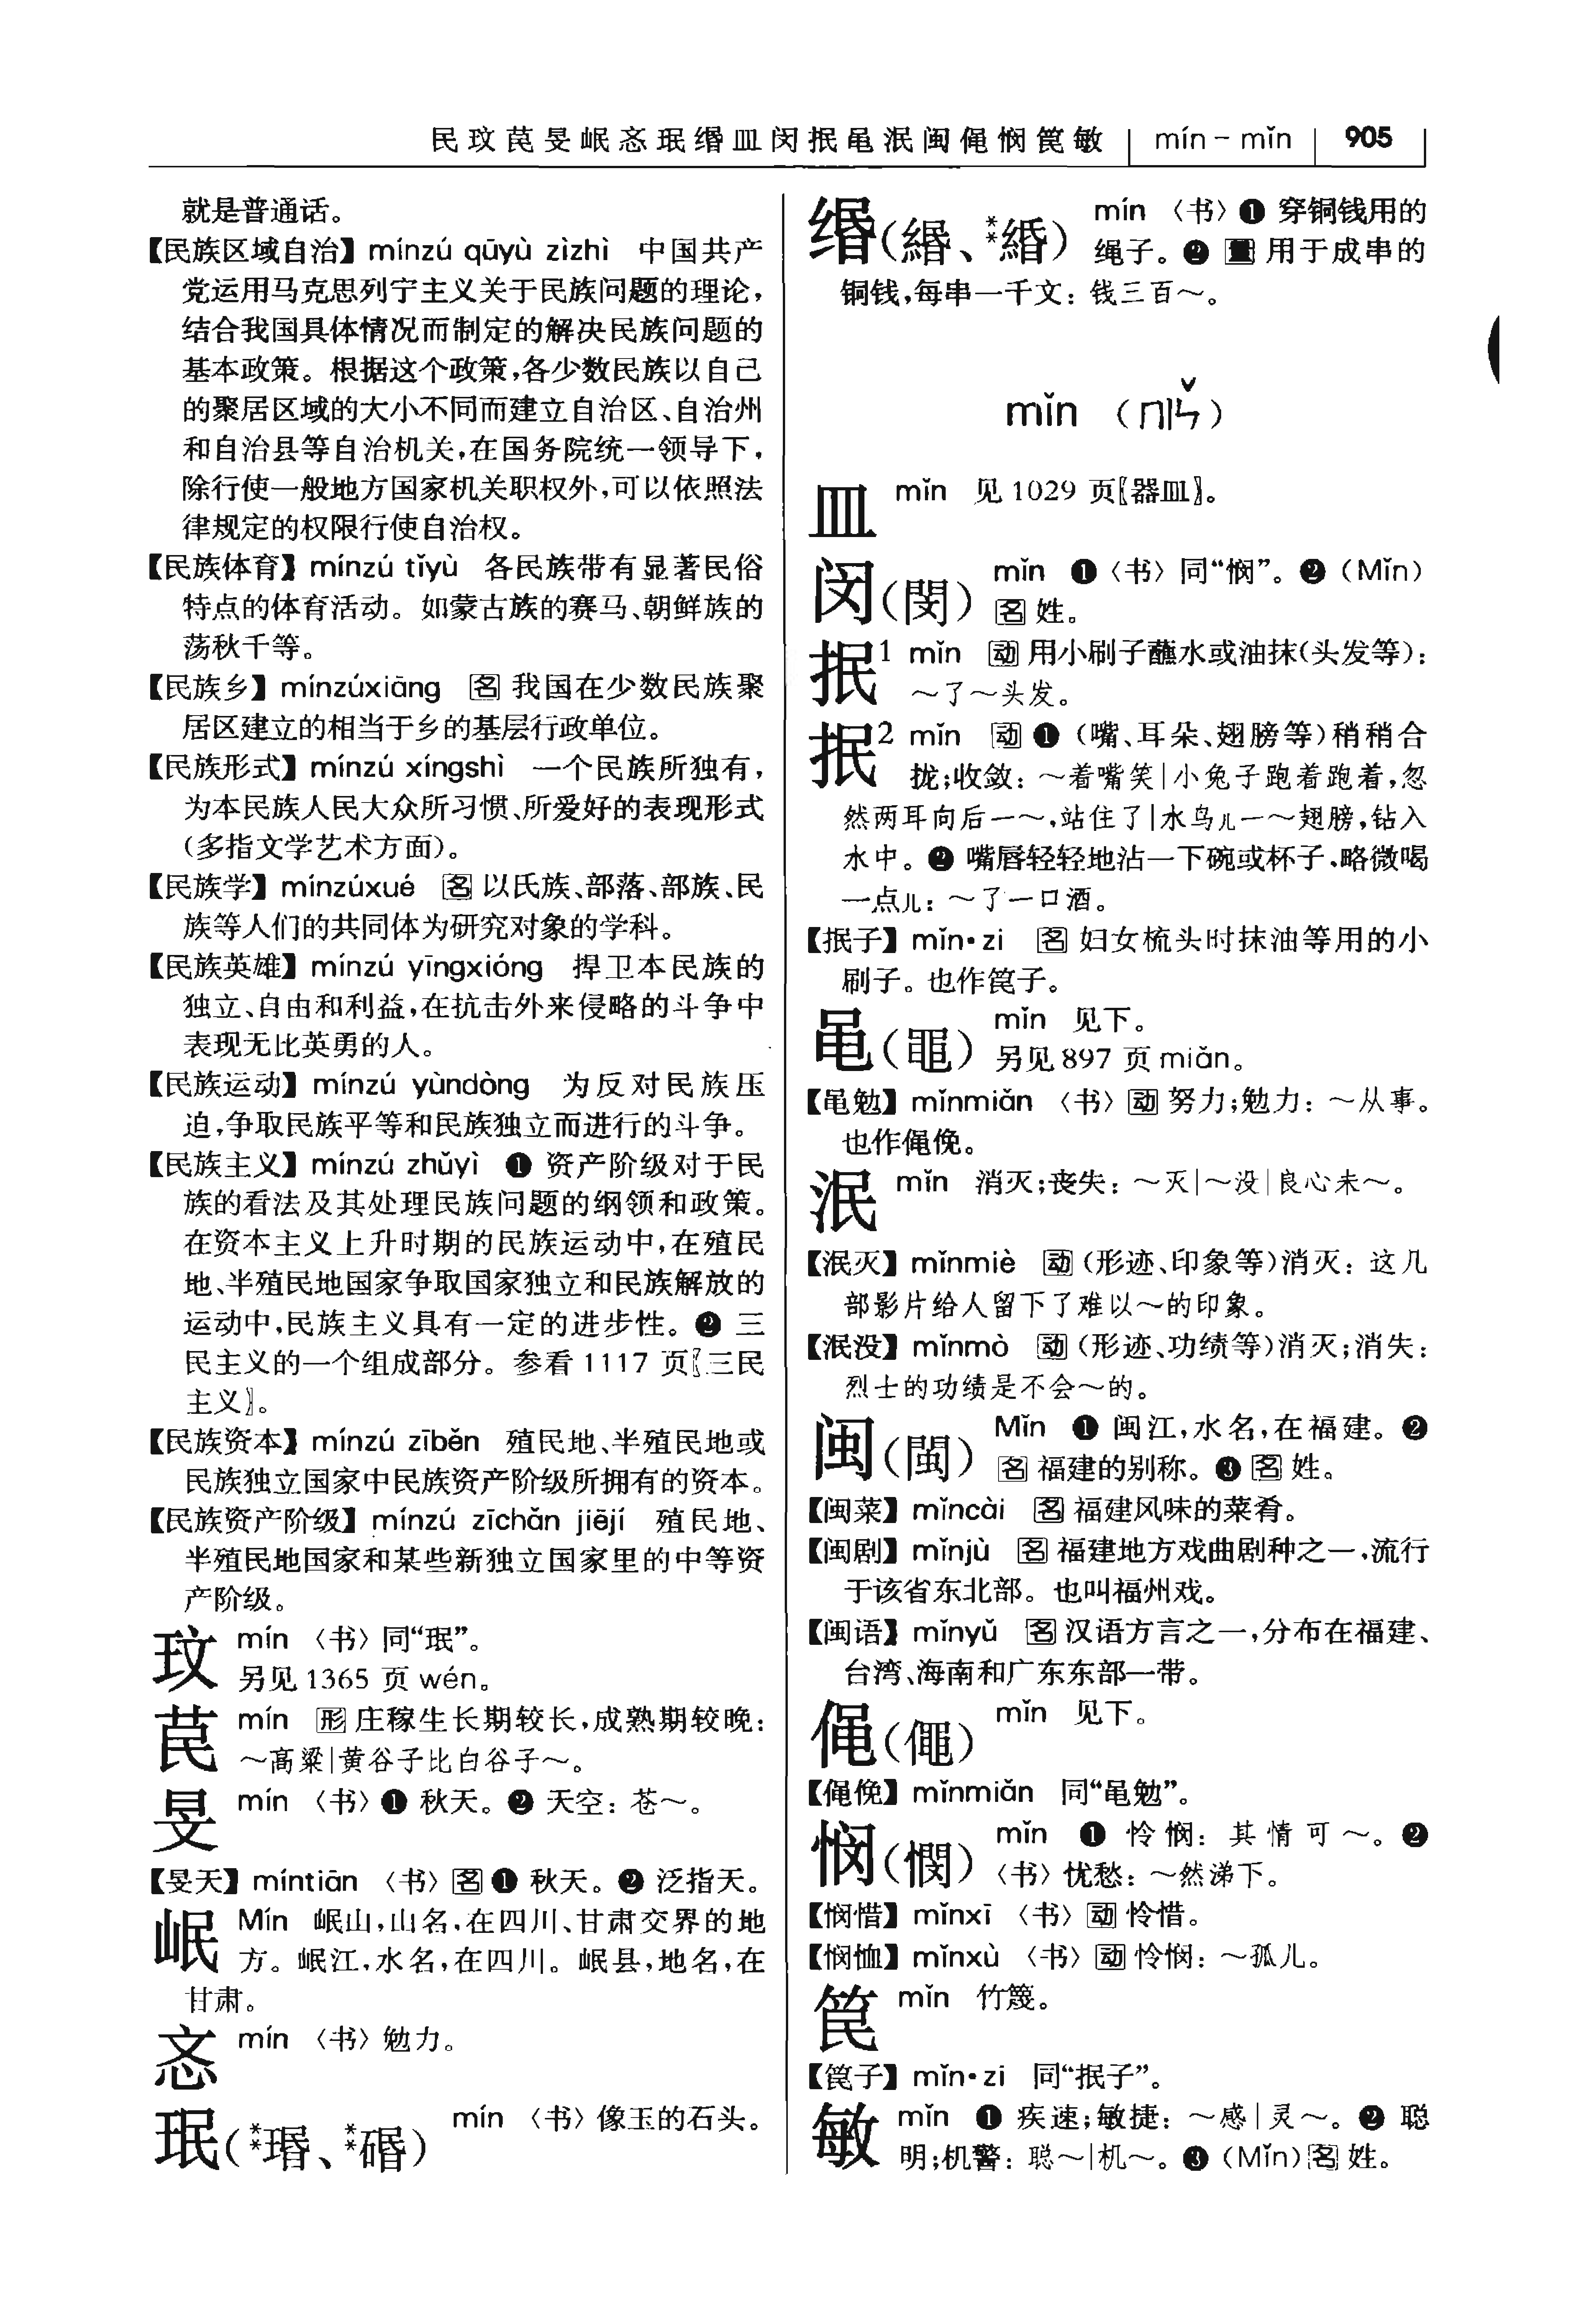 民玟苠旻岷忞珉缗皿闵抿黾泯闽僶悯笢敏 mín – mǐn 905
就是普通话。
【民族区域自治】 mínzú qūyù zìzhì 中国共产
党运用马克思列宁主义关于民族问题的理论，
结合我国具体情况而制定的解决民族问题的
基本政策。根据这个政策，各少数民族以自己
的聚居区域的大小不同而建立自治区、自治州
和自治县等自治机关，在国务院统一领导下，
除行使一般地方国家机关职权外，可以依照法
律规定的权限行使自治权。
【民族体育】 mínzú tǐyù 各民族带有显著民俗
特点的体育活动。如蒙古族的赛马、朝鲜族的
荡秋千等。
【民族乡】 mínzúxiāng 名 我国在少数民族聚
居区建立的相当于乡的基层行政单位。
【民族形式】 mínzú xíngshì 一个民族所独有，
为本民族人民大众所习惯、所爱好的表现形式
（多指文学艺术方面）。
【民族学】 mínzúxué 名 以氏族、部落、部族、民
族等人们的共同体为研究对象的学科。
【民族英雄】 mínzú yīngxióng 捍卫本民族的
独立、自由和利益，在抗击外来侵略的斗争中
表现无比英勇的人。
【民族运动】 mínzú yùndòng 为反对民族压
迫，争取民族平等和民族独立而进行的斗争。
【民族主义】 mínzú zhǔyì ❶ 资产阶级对于民
族的看法及其处理民族问题的纲领和政策。
在资本主义上升时期的民族运动中，在殖民
地、半殖民地国家争取国家独立和民族解放的
运动中，民族主义具有一定的进步性。❷ 三
民主义的一个组成部分。参看 1117 页〖三民
主义〗。
【民族资本】 mínzú zīběn 殖民地、半殖民地或
民族独立国家中民族资产阶级所拥有的资本。
【民族资产阶级】 mínzú zīchǎn jiējí 殖民地、
半殖民地国家和某些新独立国家里的中等资
产阶级。
玟 mín 〈书〉同“珉”。
另见 1365 页 wén。
苠 mín 形 庄稼生长期较长，成熟期较晚：
～高粱|黄谷子比白谷子～。
旻 mín 〈书〉❶ 秋天。❷ 天空：苍～。
【旻天】 míntiān 〈书〉名 ❶ 秋天。❷ 泛指天。
岷 Mín 岷山，山名，在四川、甘肃交界的地
方。岷江，水名，在四川。岷县，地名，在
甘肃。
忞 mín 〈书〉勉力。
珉（**瑉、**碈） mín 〈书〉像玉的石头。
缗（緡、**緍） mín 〈书〉❶ 穿铜钱用的
绳子。❷ 量 用于成串的
铜钱，每串一千文：钱三百～。
mǐn （ㄇㄧㄣˇ）
皿 mǐn 见 1029 页〖器皿〗。
闵（閔） mǐn ❶〈书〉同“悯”。❷（Mǐn）
名 姓。
抿1 mǐn 动 用小刷子蘸水或油抹（头发等）：
～了～头发。
抿2 mǐn 动 ❶（嘴、耳朵、翅膀等）稍稍合
拢；收敛：～着嘴笑|小兔子跑着跑着，忽
然两耳向后一～，站住了|水鸟儿一～翅膀，钻入
水中。❷ 嘴唇轻轻地沾一下碗或杯子，略微喝
一点儿：～了一口酒。
【抿子】 mǐn•zi 名 妇女梳头时抹油等用的小
刷子。也作笢子。
黾（黽） mǐn 见下。
另见 897 页 miǎn。
【黾勉】 mǐnmiǎn 〈书〉动 努力；勉力：～从事。
也作僶俛。
泯 mǐn 消灭；丧失：～灭|～没|良心未～。
【泯灭】 mǐnmiè 动（形迹、印象等）消灭：这几
部影片给人留下了难以～的印象。
【泯没】 mǐnmò 动（形迹、功绩等）消灭；消失：
烈士的功绩是不会～的。
闽（閩） Mǐn ❶ 闽江，水名，在福建。❷
名 福建的别称。❸ 名 姓。
【闽菜】 mǐncài 名 福建风味的菜肴。
【闽剧】 mǐnjù 名 福建地方戏曲剧种之一，流行
于该省东北部。也叫福州戏。
【闽语】 mǐnyǔ 名 汉语方言之一，分布在福建、
台湾、海南和广东东部一带。
僶（僶） mǐn 见下。
【僶俛】 mǐnmiǎn 同“黾勉”。
悯（憫） mǐn ❶ 怜悯：其情可～。❷
〈书〉忧愁：～然涕下。
【悯惜】 mǐnxī 〈书〉动 怜惜。
【悯恤】 mǐnxù 〈书〉动 怜悯：～孤儿。
笢 mǐn 竹篾。
【笢子】 mǐn•zi 同“抿子”。
敏 mǐn ❶ 疾速；敏捷：～感|灵～。❷ 聪
明；机警：聪～|机～。❸（Mǐn）名 姓。